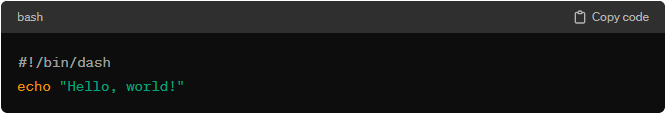 bash Copy code
#!/bin/dash
echo "Hello, world!"